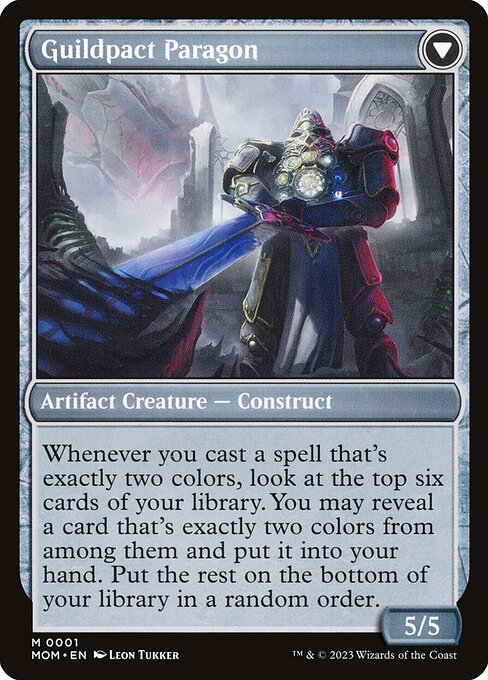 Guildpact Paragon
Artifact Creature — Construct
Whenever you cast a spell that's
exactly two colors, look at the top six
cards of your library. You may reveal
a card that's exactly two colors from
among them and put it into your
hand. Put the rest on the bottom of
your library in a random order.
5/5
M 0001
MOM • EN Leon Tukker
™ & © 2023 Wizards of the Coast